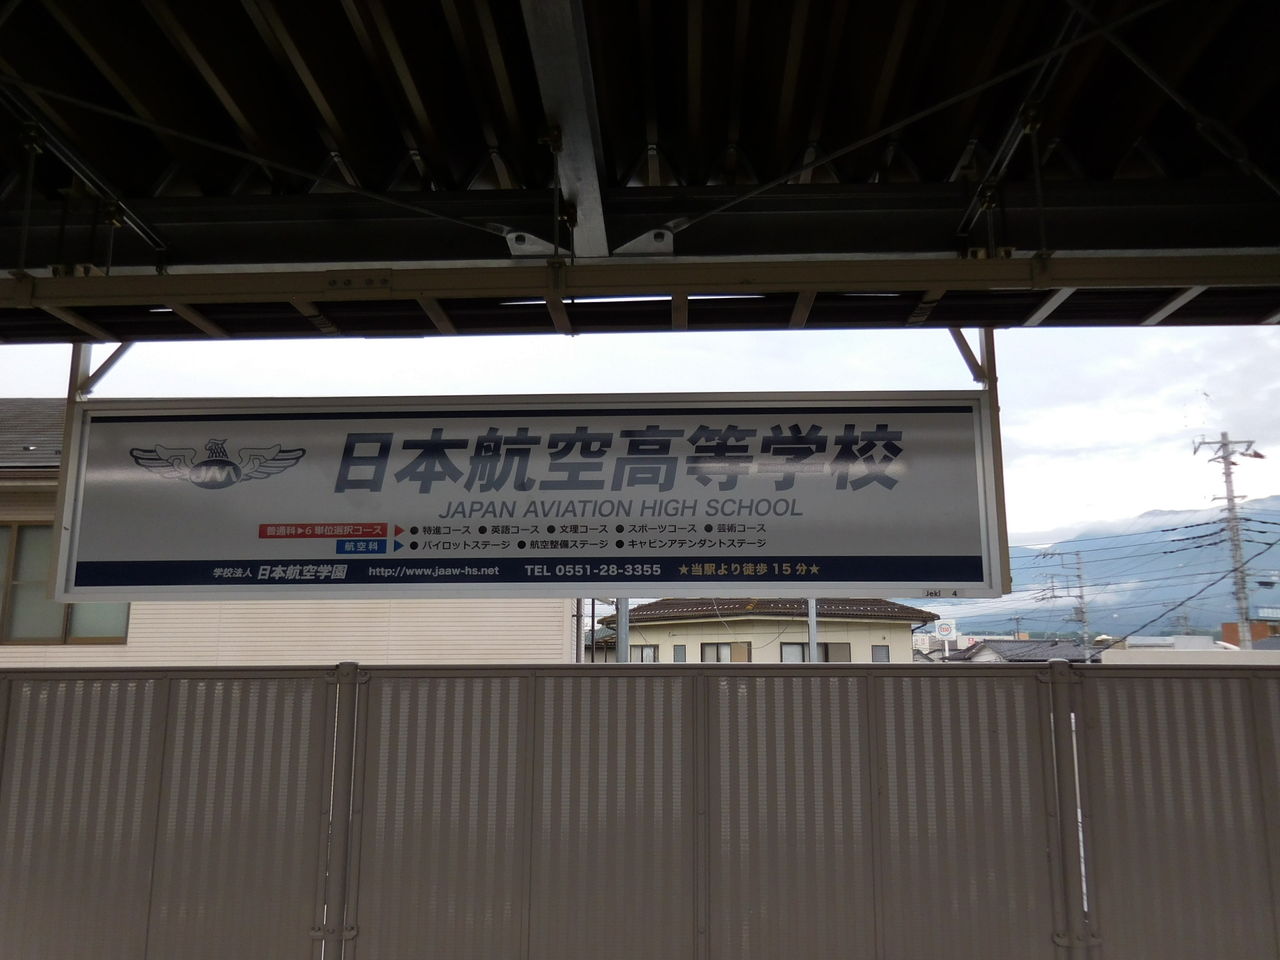 日本航空高等学校
JAPAN AVIATION HIGH SCHOOL
普通科▶6単位選択コース ▶ ●特進コース ●英語コース ●文理コース ●スポーツコース ●芸術コース
航空科 ▶ ●パイロットステージ ●航空整備ステージ ●キャビンアテンダントステージ
学校法人 日本航空学園 http://www.jaaw-hs.net TEL 0551-28-3355 ★当駅より徒歩15分★
Jeki 4
Esso